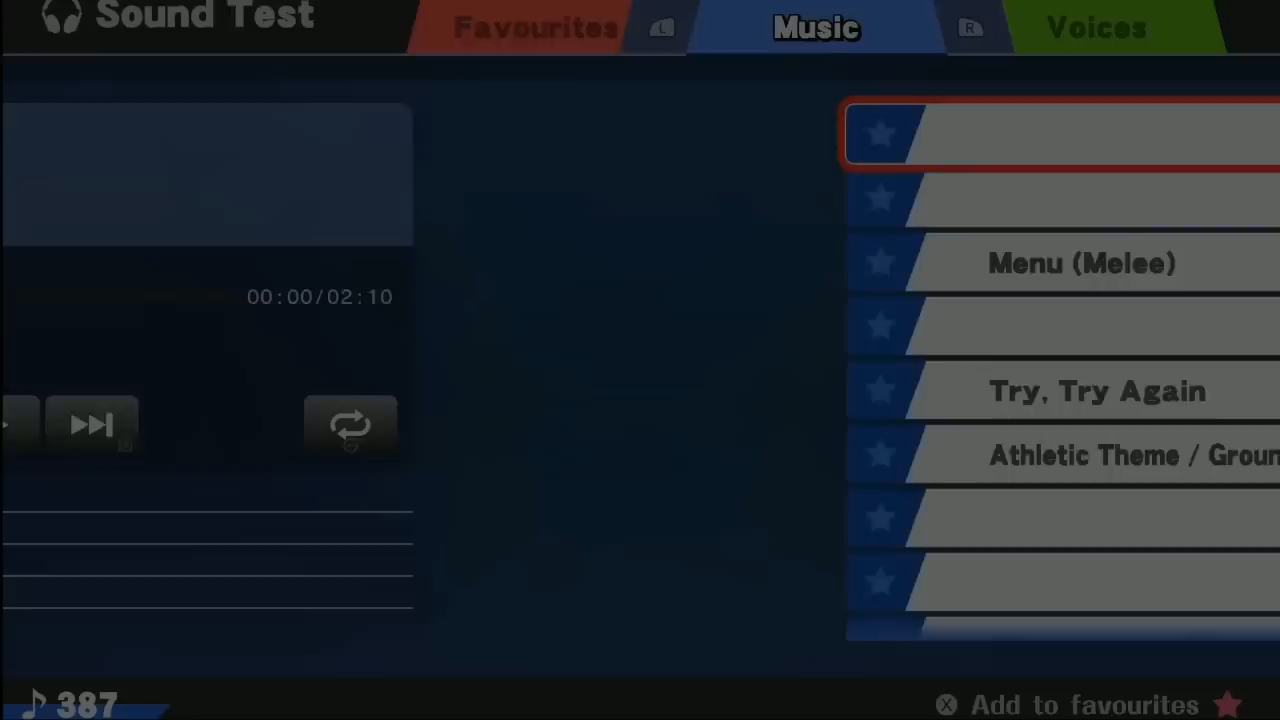 Sound Test
Favourites
L
Music
R
Voices
00:00/02:10
Menu (Melee)
Try, Try Again
Athletic Theme / Groun
387
X Add to favourites